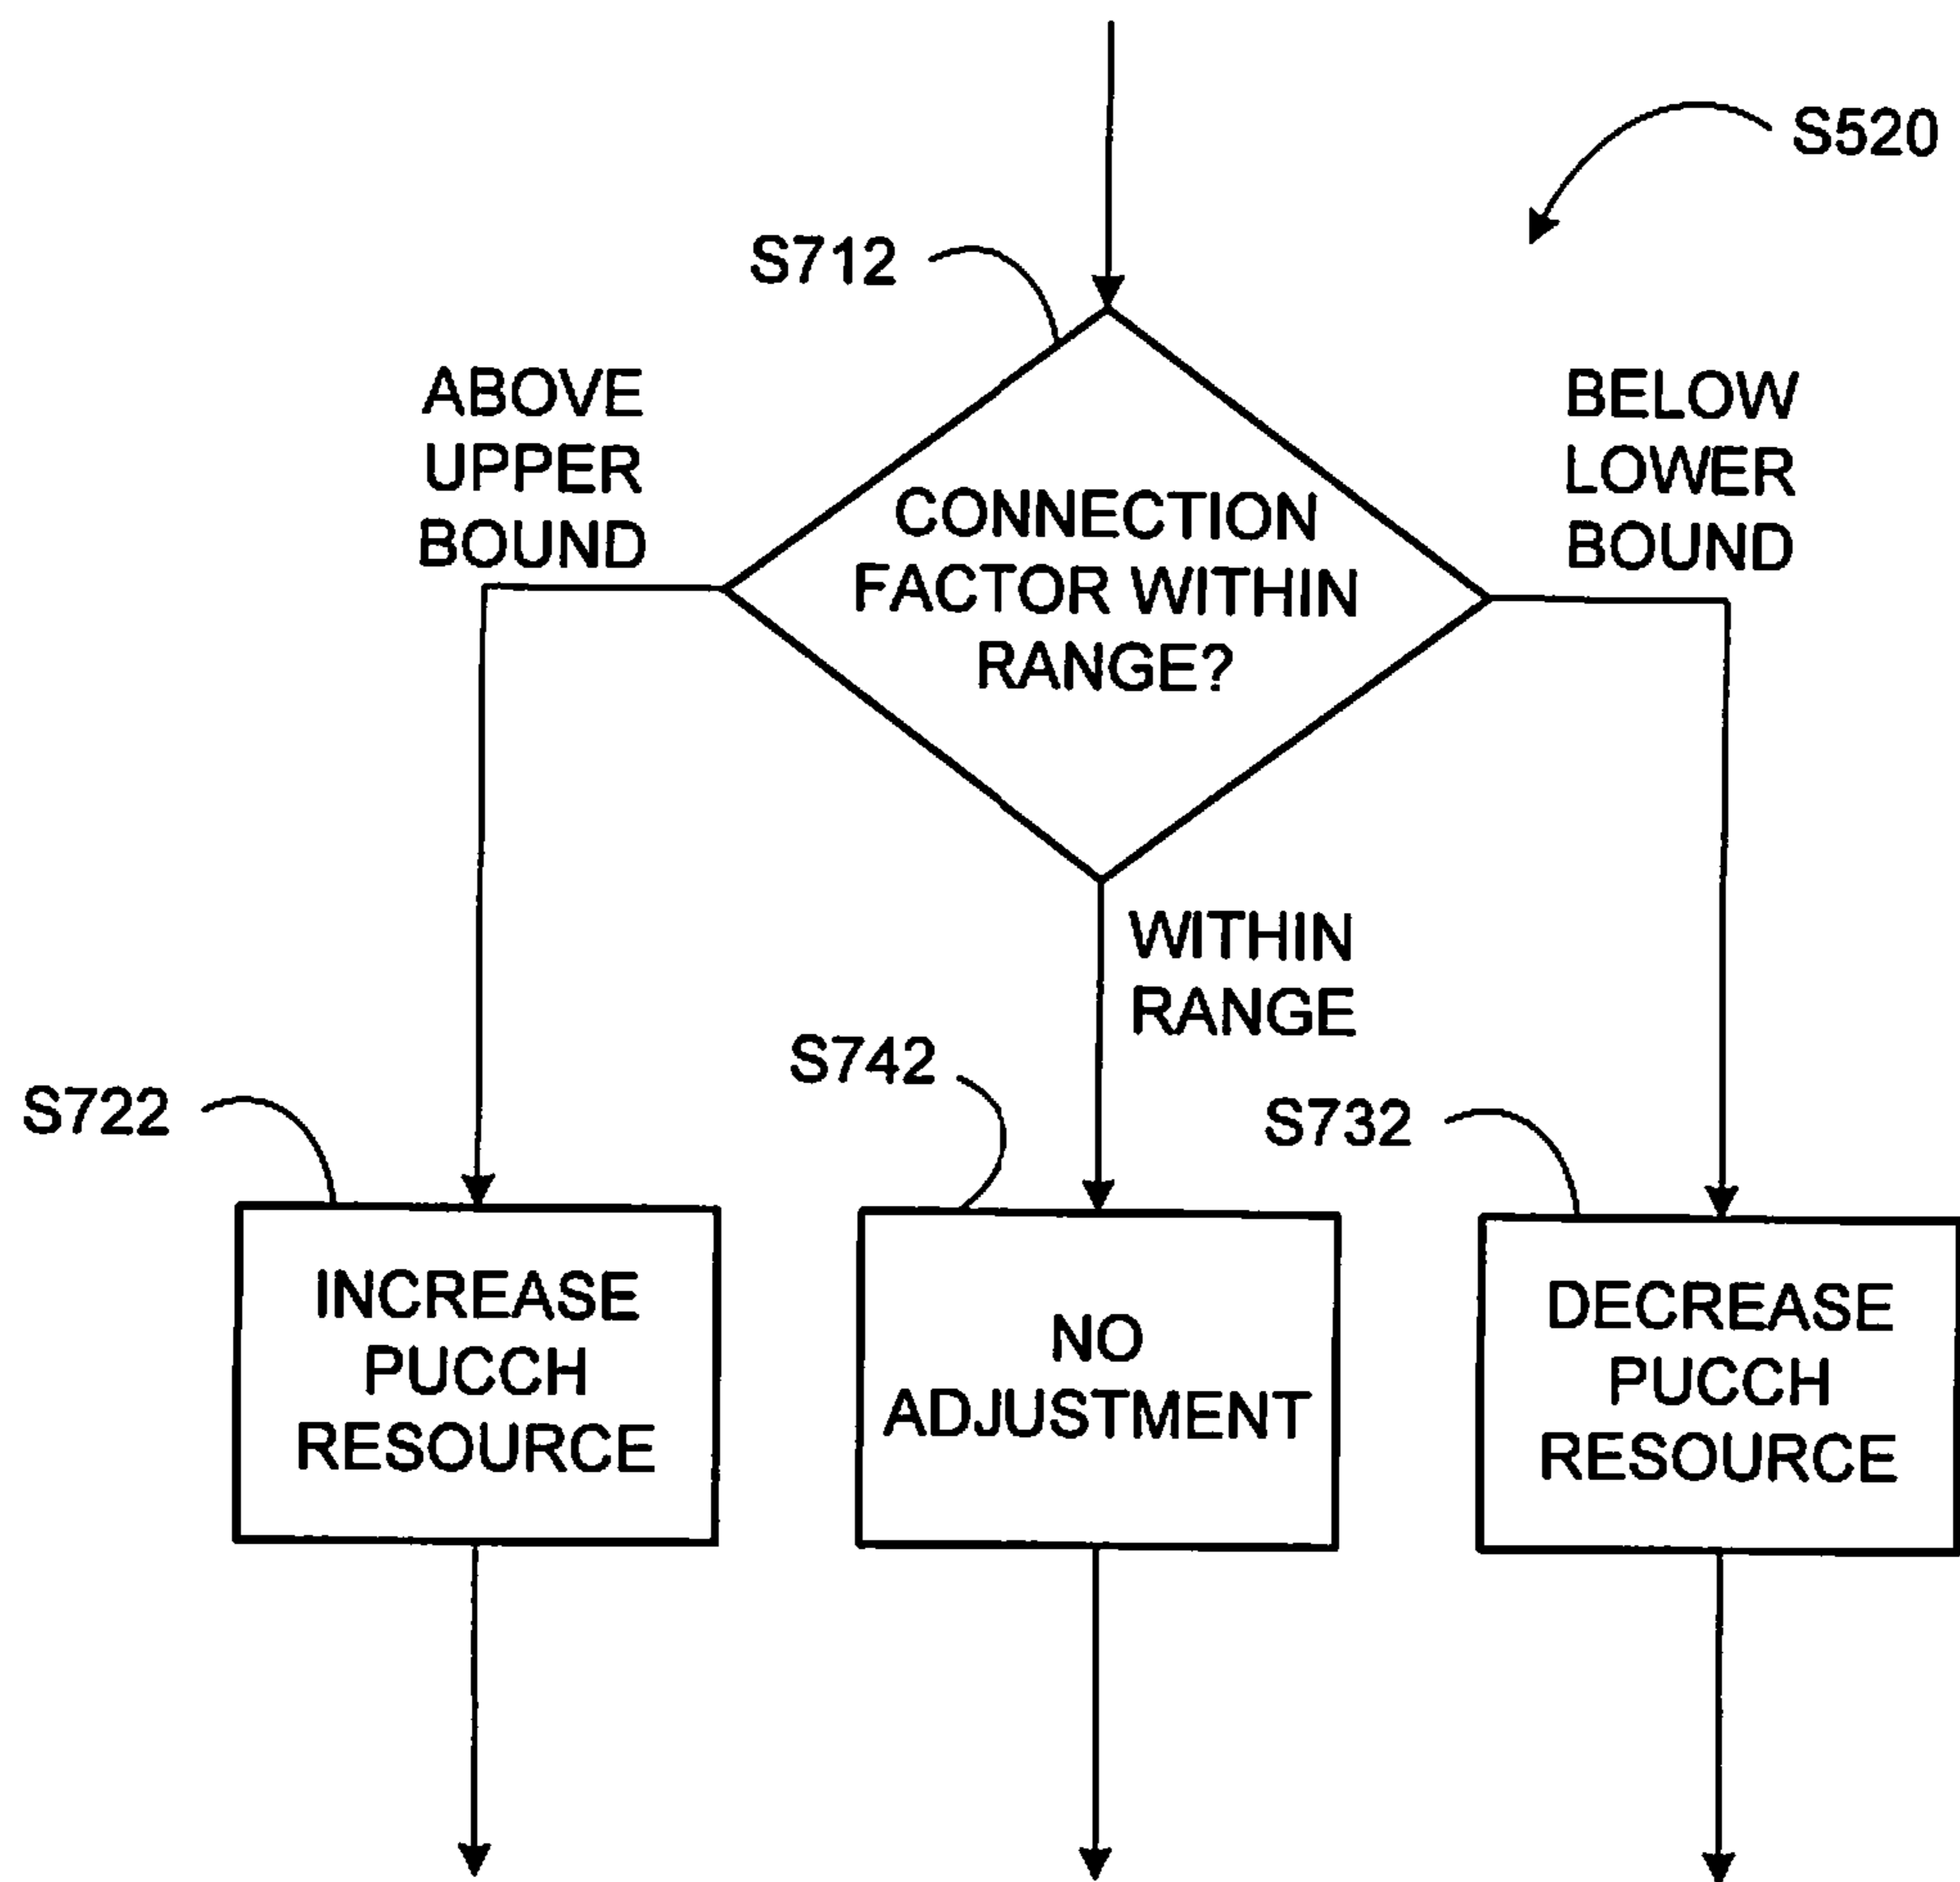 S520
S712
ABOVE
UPPER
BOUND
CONNECTION
FACTOR WITHIN
RANGE?
BELOW
LOWER
BOUND
WITHIN
RANGE
S722
S742
S732
INCREASE
PUCCH
RESOURCE
NO
ADJUSTMENT
DECREASE
PUCCH
RESOURCE